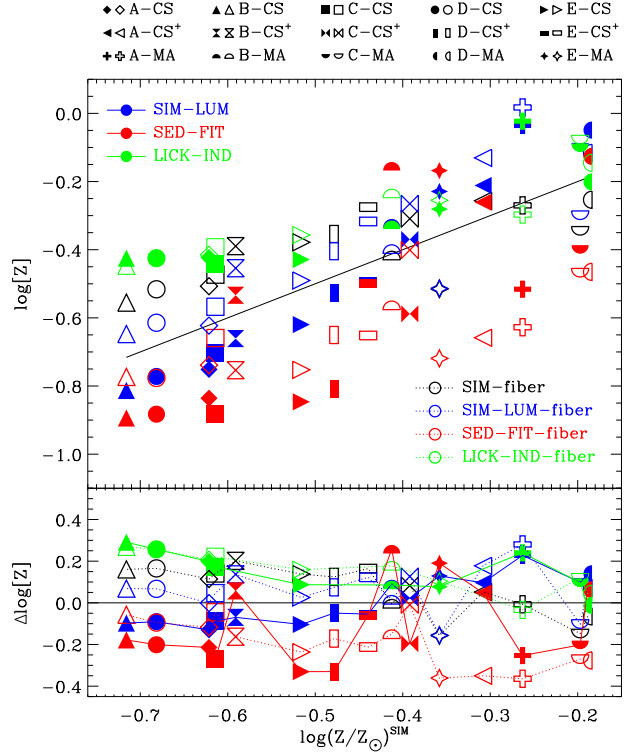 A−CS B−CS C−CS D−CS E−CS
A−CS+ B−CS+ C−CS+ D−CS+ E−CS+
A−MA B−MA C−MA D−MA E−MA
0.0
−0.2
−0.4
−0.6
−0.8
−1.0
log[Z]
SIM−LUM
SED−FIT
LICK−IND
SIM−fiber
SIM−LUM−fiber
SED−FIT−fiber
LICK−IND−fiber
0.4
0.2
0.0
−0.2
−0.4
Δlog[Z]
−0.7 −0.6 −0.5 −0.4 −0.3 −0.2
log(Z/Z☉)SIM